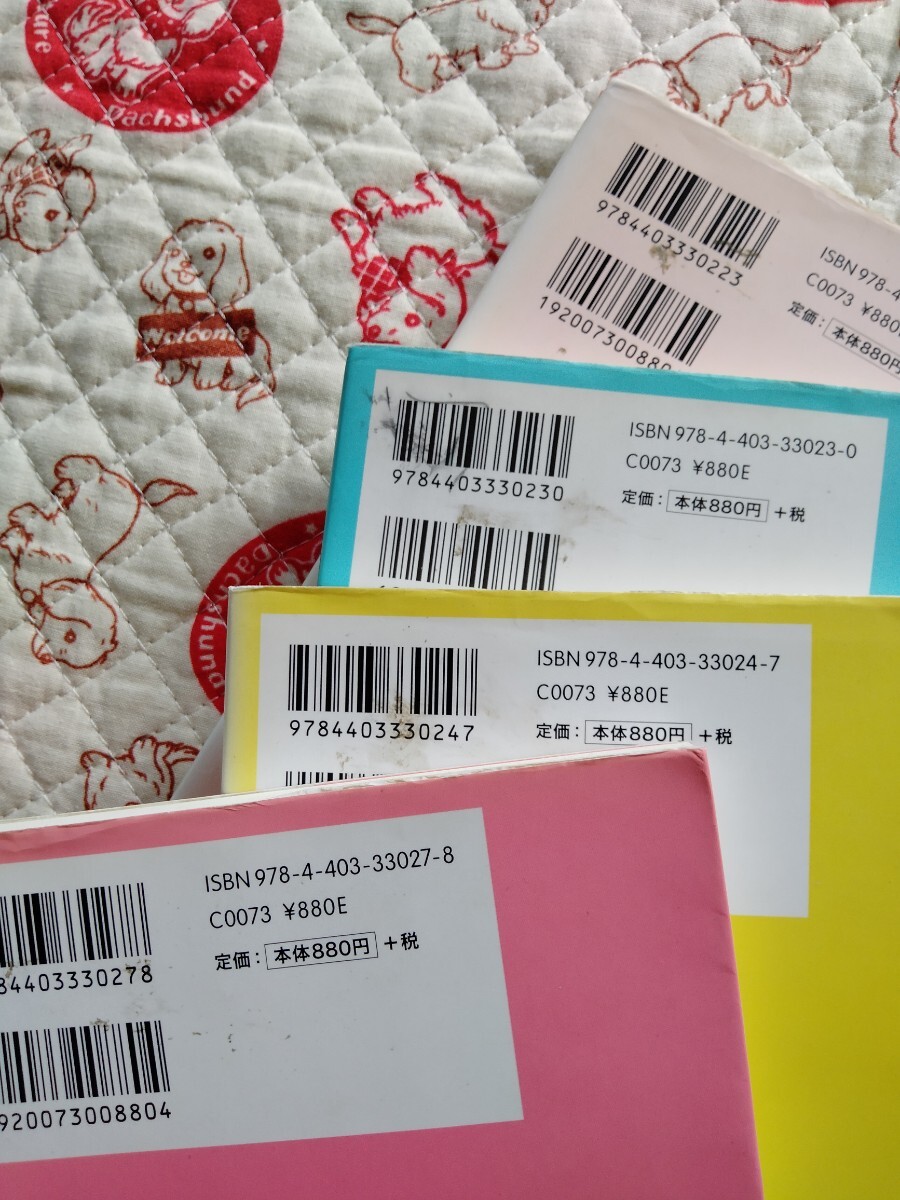 ure
Dachshund
Welcome
Dachshund
9784403330223
ISBN 978-4
C0073 ¥880
定価：本体880円
192007300880
ISBN 978-4-403-33023-0
C0073 ¥880E
定価：本体880円+税
9784403330230
ISBN 978-4-403-33024-7
C0073 ¥880E
定価：本体880円+税
9784403330247
ISBN 978-4-403-33027-8
C0073 ¥880E
定価：本体880円+税
84403330278
920073008804